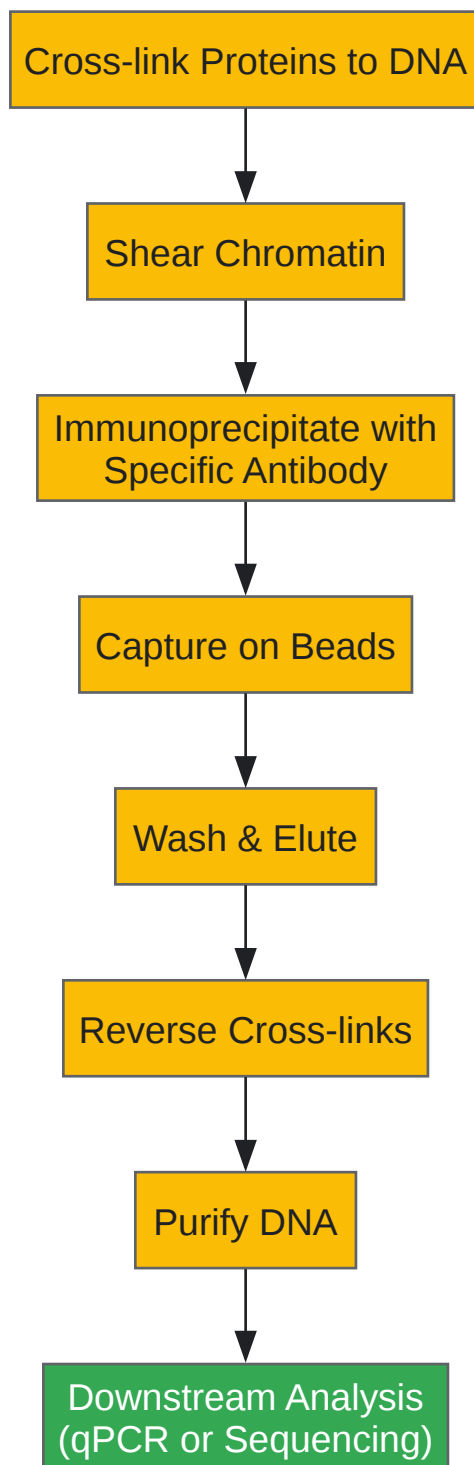 Cross-link Proteins to DNA
Shear Chromatin
Immunoprecipitate with
Specific Antibody
Capture on Beads
Wash & Elute
Reverse Cross-links
Purify DNA
Downstream Analysis
(qPCR or Sequencing)